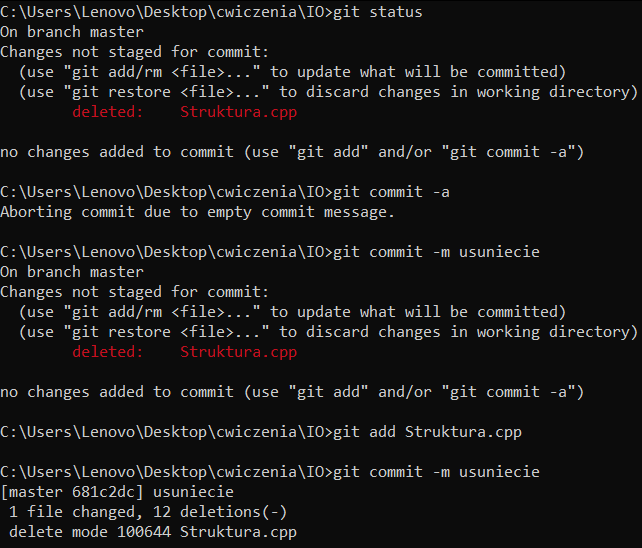 C:\Users\Lenovo\Desktop\cwiczenia\IO>git status
On branch master
Changes not staged for commit:
  (use "git add/rm <file>..." to update what will be committed)
  (use "git restore <file>..." to discard changes in working directory)
        deleted:    Struktura.cpp

no changes added to commit (use "git add" and/or "git commit -a")

C:\Users\Lenovo\Desktop\cwiczenia\IO>git commit -a
Aborting commit due to empty commit message.

C:\Users\Lenovo\Desktop\cwiczenia\IO>git commit -m usuniecie
On branch master
Changes not staged for commit:
  (use "git add/rm <file>..." to update what will be committed)
  (use "git restore <file>..." to discard changes in working directory)
        deleted:    Struktura.cpp

no changes added to commit (use "git add" and/or "git commit -a")

C:\Users\Lenovo\Desktop\cwiczenia\IO>git add Struktura.cpp

C:\Users\Lenovo\Desktop\cwiczenia\IO>git commit -m usuniecie
[master 681c2dc] usuniecie
 1 file changed, 12 deletions(-)
 delete mode 100644 Struktura.cpp